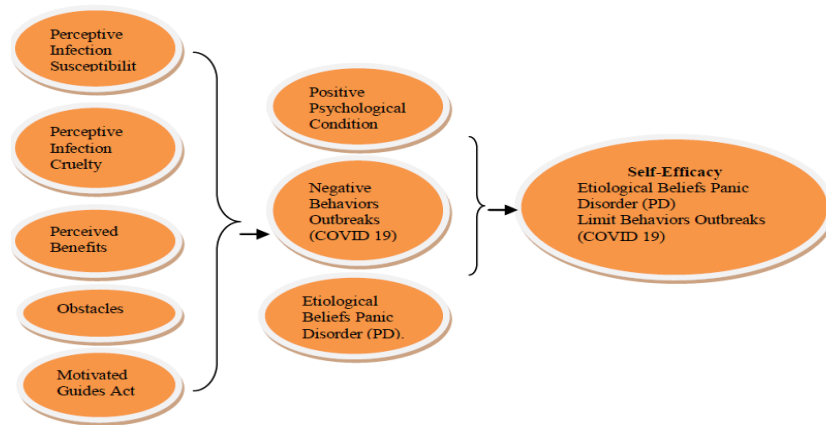 Perceptive
Infection
Susceptibilit
Perceptive
Infection
Cruelty
Perceived
Benefits
Obstacles
Motivated
Guides Act
Positive
Psychological
Condition
Negative
Behaviors
Outbreaks
(COVID 19)
Etiological
Beliefs Panic
Disorder (PD).
Self-Efficacy
Etiological Beliefs Panic
Disorder (PD)
Limit Behaviors Outbreaks
(COVID 19)